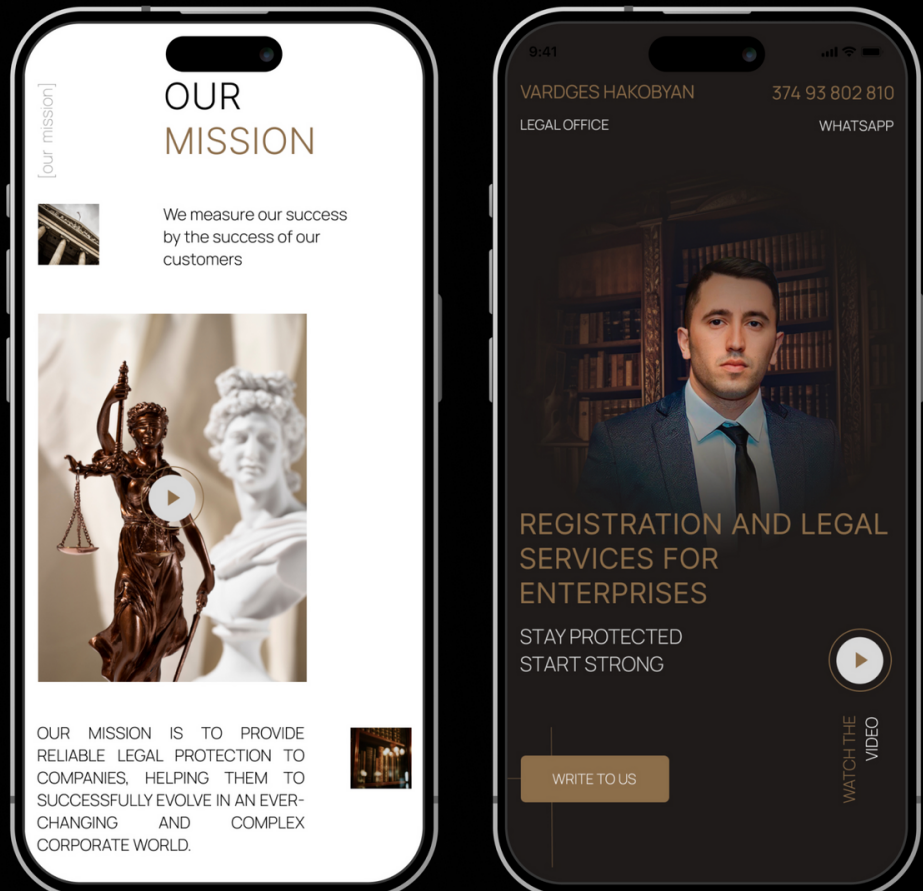 [our mission]
OUR
MISSION
We measure our success
by the success of our
customers
OUR MISSION IS TO PROVIDE
RELIABLE LEGAL PROTECTION TO
COMPANIES, HELPING THEM TO
SUCCESSFULLY EVOLVE IN AN EVER-
CHANGING AND COMPLEX
CORPORATE WORLD.
9:41
VARDGES HAKOBYAN 374 93 802 810
LEGAL OFFICE WHATSAPP
REGISTRATION AND LEGAL
SERVICES FOR
ENTERPRISES
STAY PROTECTED
START STRONG
WATCH THE
VIDEO
WRITE TO US